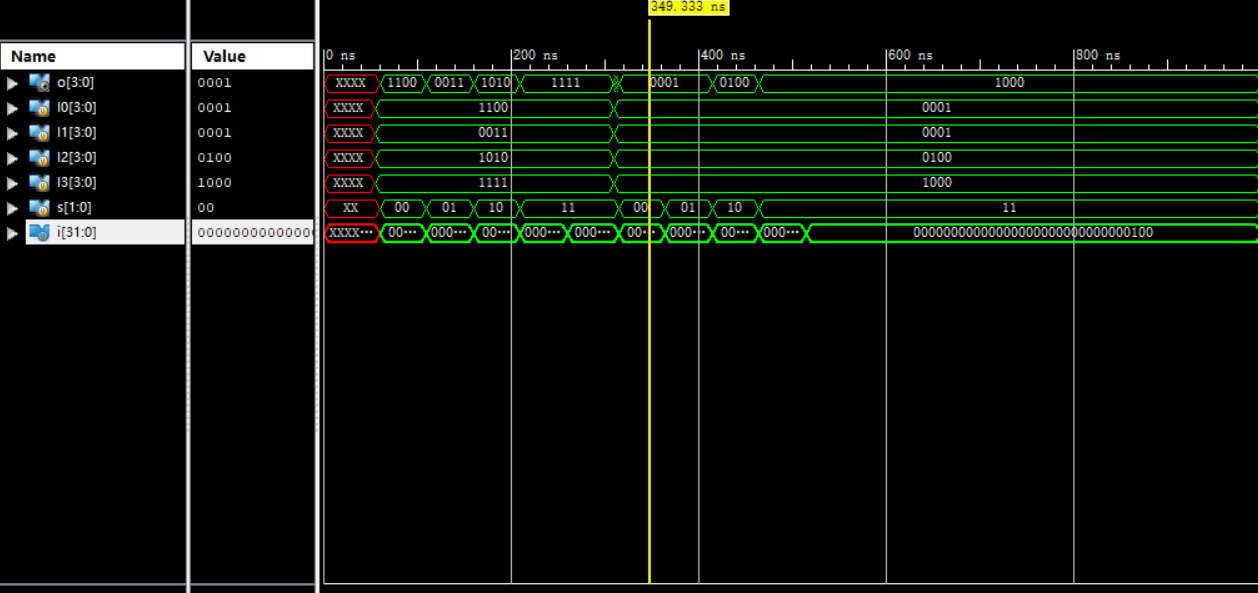 349.333 ns
Name Value
0 ns 200 ns 400 ns 600 ns 800 ns
o[3:0] 0001 XXXX 1100 0011 1010 1111 0001 0100 1000
I0[3:0] 0001 XXXX 1100 0001
I1[3:0] 0001 XXXX 0011 0001
I2[3:0] 0100 XXXX 1010 0100
I3[3:0] 1000 XXXX 1111 1000
s[1:0] 00 XX 00 01 10 11 00 01 10 11
i[31:0] 00000000000000 XXXX... 00... 000... 00... 000... 000... 00... 000... 00... 000... 00000000000000000000000000000100